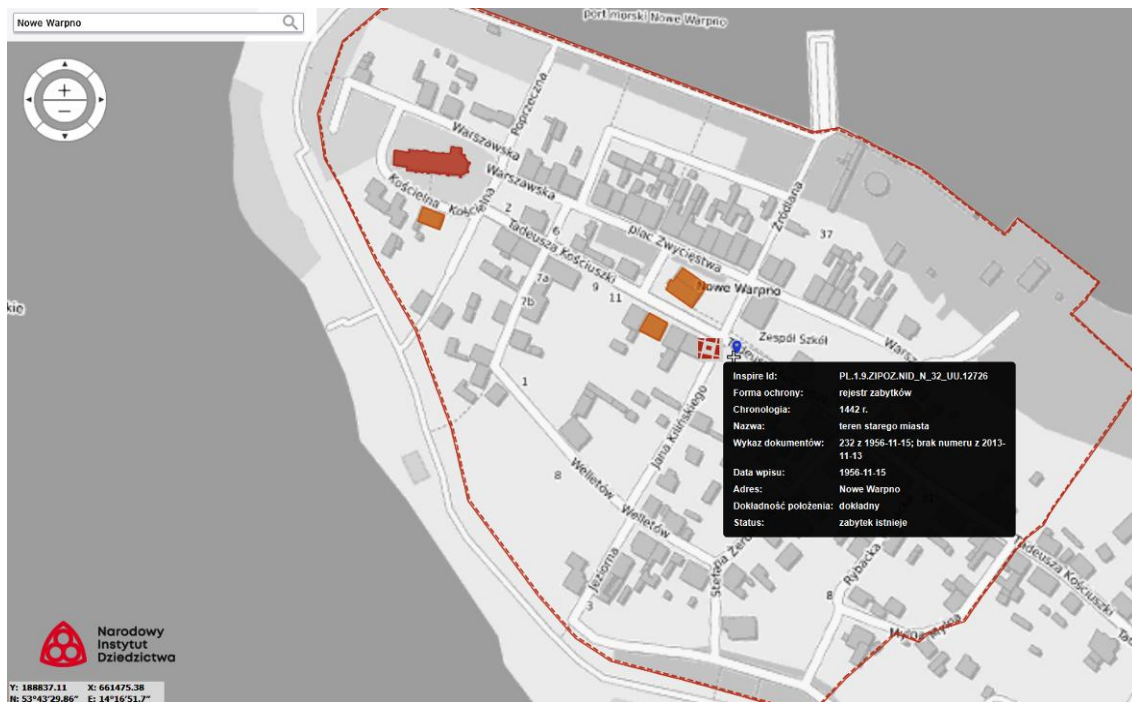 Nowe Warpno
port morski Nowe Warpno
Poprzeczna
Warszawska
Warszawska
Kościelna
Kościelna
2
6
Tadeusza Kościuszki
plac Zwycięstwa
Źródlana
37
7a
7b
9
11
Nowe Warpno
Zespół Szkół
kie
1
8
Jana Kilińskiego
Welletów
Welletów
Jeziorna
3
Rybacka
8
Tadeusza Kościuszki
Inspire Id: PL.1.9.ZIPOZ.NID_N_32_UU.12726
Forma ochrony: rejestr zabytków
Chronologia: 1442 r.
Nazwa: teren starego miasta
Wykaz dokumentów: 232 z 1956-11-15; brak numeru z 2013-
11-13
Data wpisu: 1956-11-15
Adres: Nowe Warpno
Dokładność położenia: dokładny
Status: zabytek istnieje
Narodowy
Instytut
Dziedzictwa
Y: 188837.11 X: 661475.38
N: 53°43'29.86" E: 14°16'51.7"